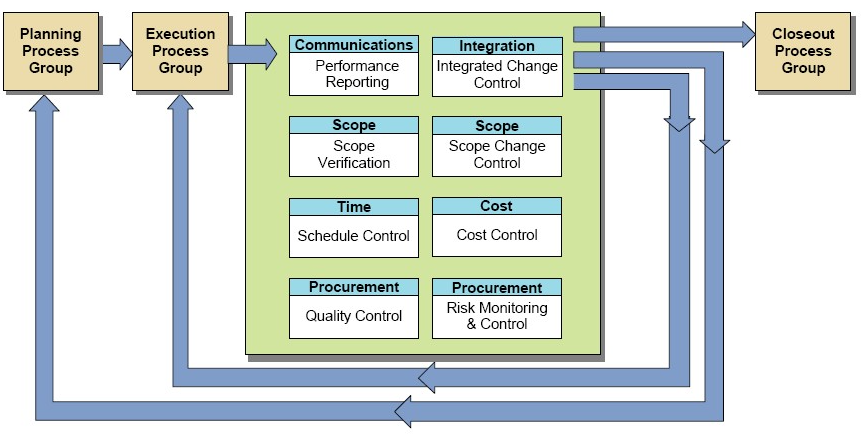 Planning
Process
Group
Execution
Process
Group
Communications
Performance
Reporting
Integration
Integrated Change
Control
Scope
Scope
Verification
Scope
Scope Change
Control
Time
Schedule Control
Cost
Cost Control
Procurement
Quality Control
Procurement
Risk Monitoring
& Control
Closeout
Process
Group